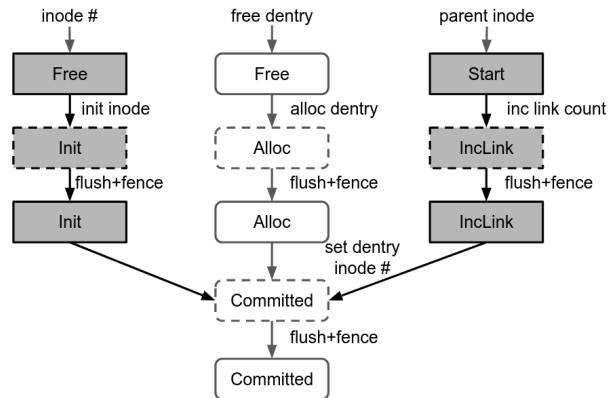 inode #
free dentry
parent inode
Free
Free
Start
init inode
alloc dentry
inc link count
Init
Alloc
IncLink
flush+fence
flush+fence
flush+fence
Init
Alloc
IncLink
set dentry
inode #
Committed
flush+fence
Committed